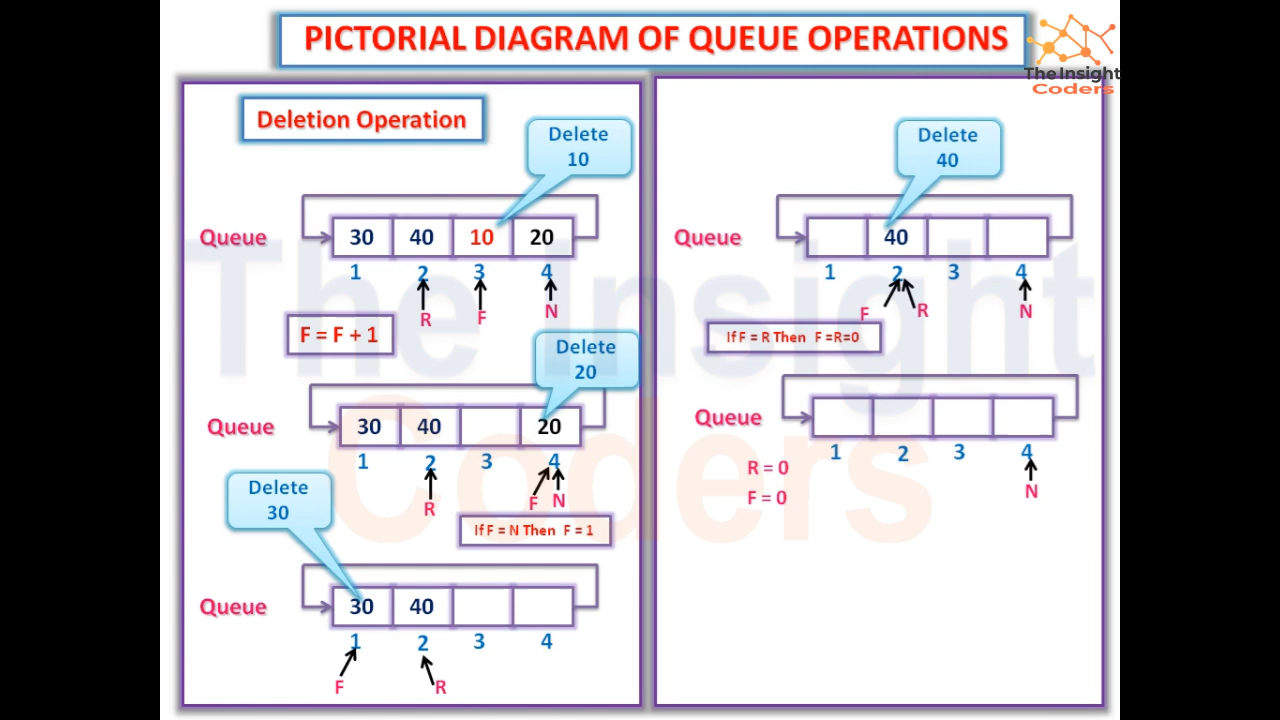 PICTORIAL DIAGRAM OF QUEUE OPERATIONS
The Insight
Coders
Deletion Operation
Delete
10
Queue
30 40 10 20
1 2 3 4
R F N
F = F + 1
Delete
20
Queue
30 40 20
1 2 3 4
R F N
If F = N Then F = 1
Delete
30
Queue
30 40
1 2 3 4
F R
Delete
40
Queue
40
1 2 3 4
F R N
If F = R Then F =R=0
Queue
1 2 3 4
N
R = 0
F = 0
The Insight
Coders